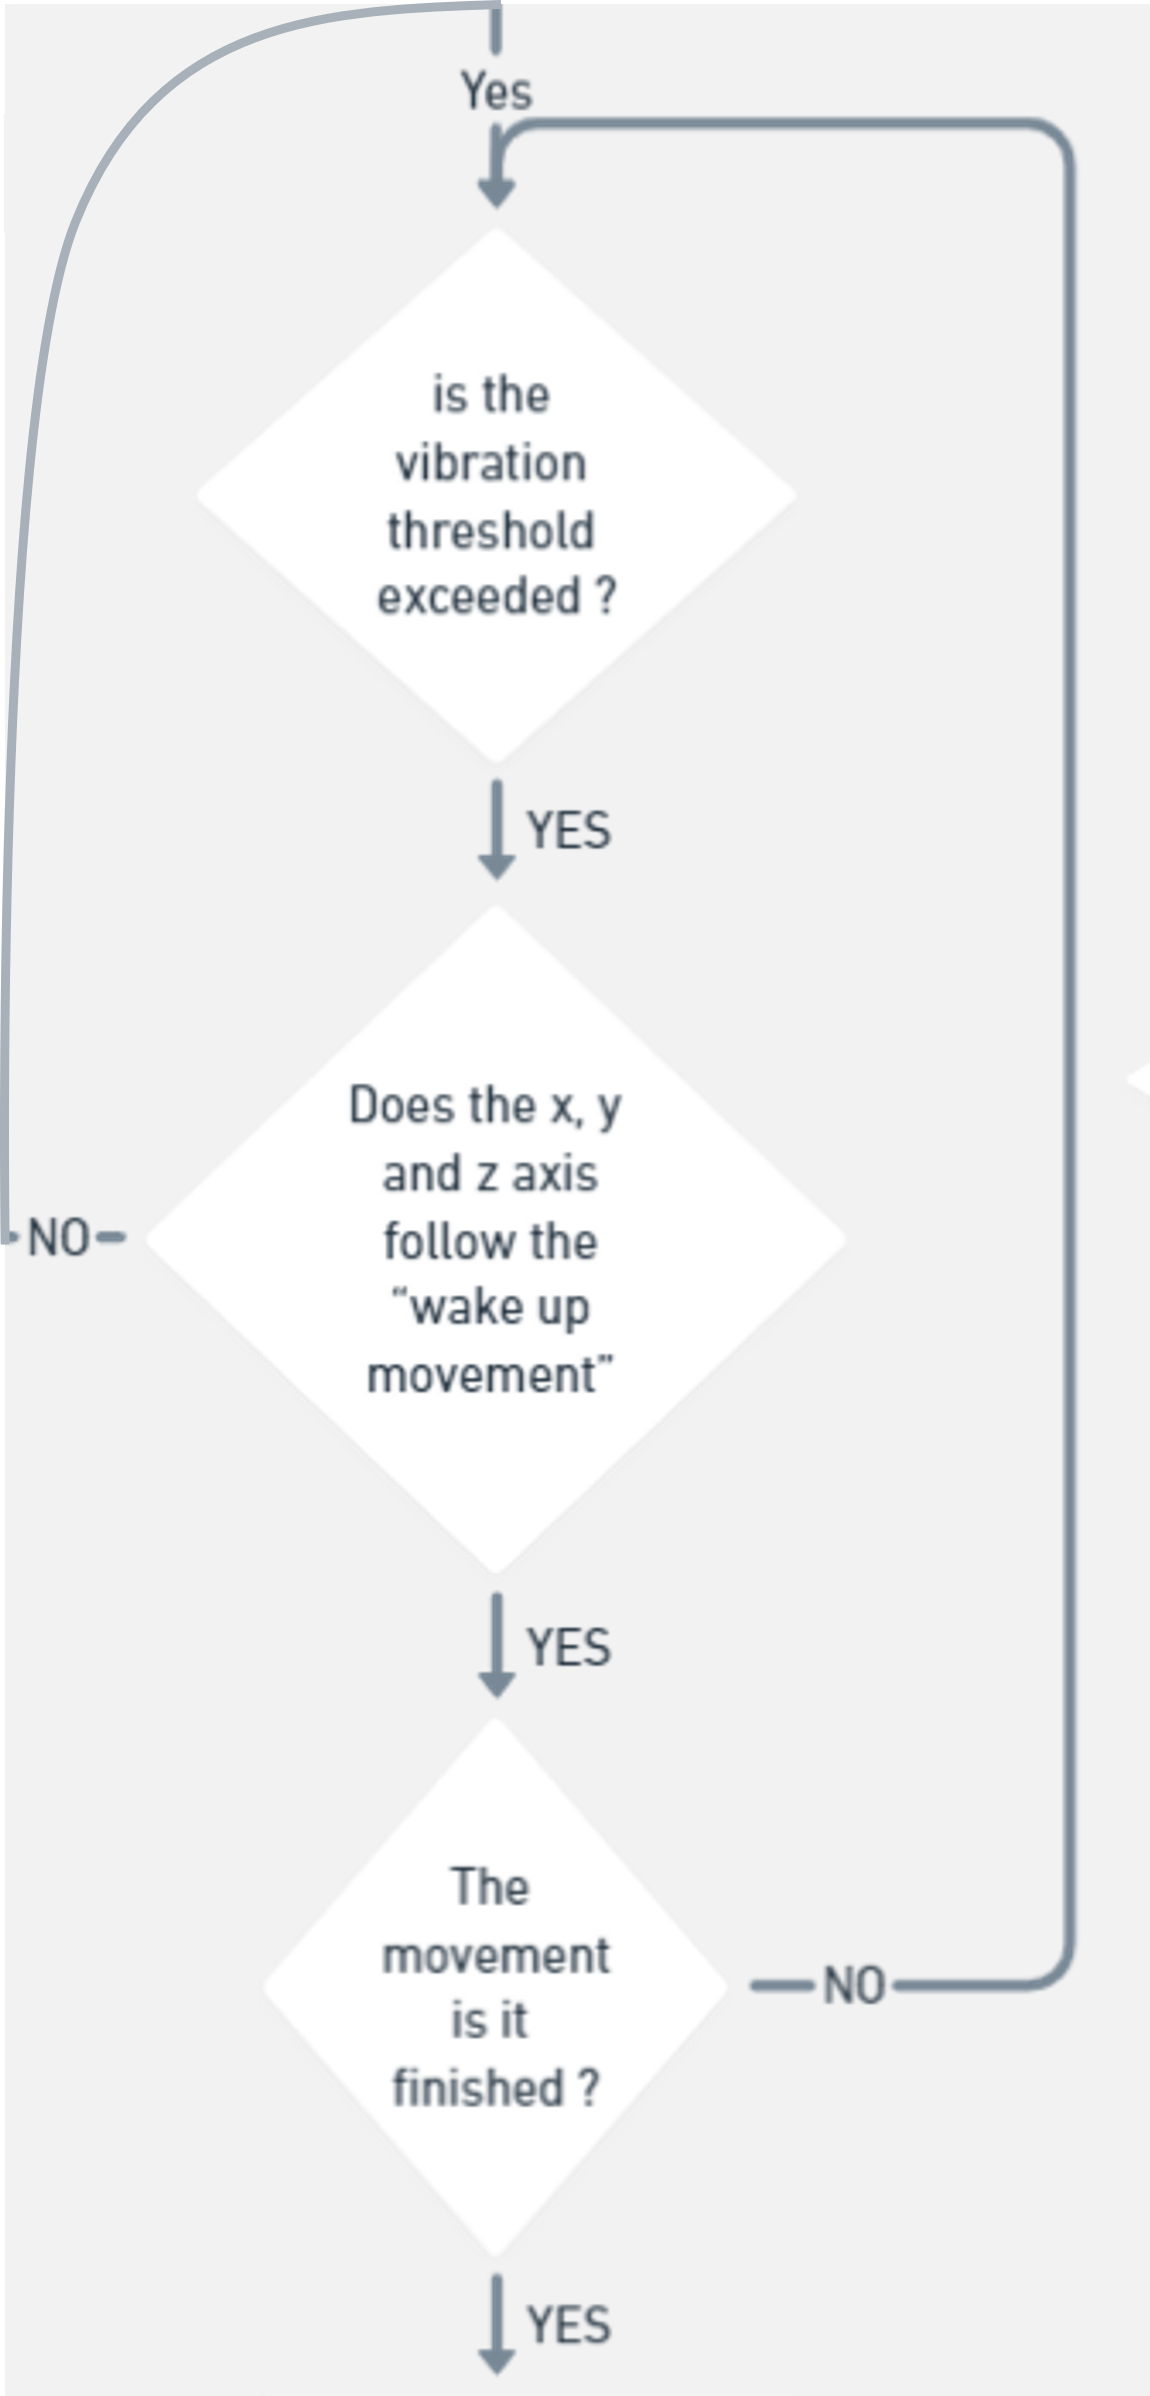 Yes
is the
vibration
threshold
exceeded ?
YES
Does the x, y
and z axis
follow the
“wake up
movement”
NO
YES
The
movement
is it
finished ?
NO
YES